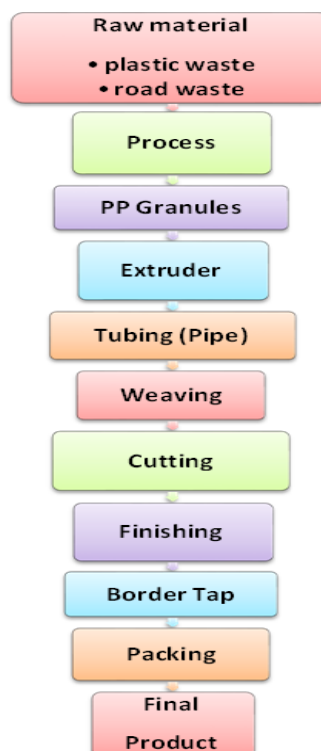 Raw material
• plastic waste
• road waste
Process
PP Granules
Extruder
Tubing (Pipe)
Weaving
Cutting
Finishing
Border Tap
Packing
Final
Product